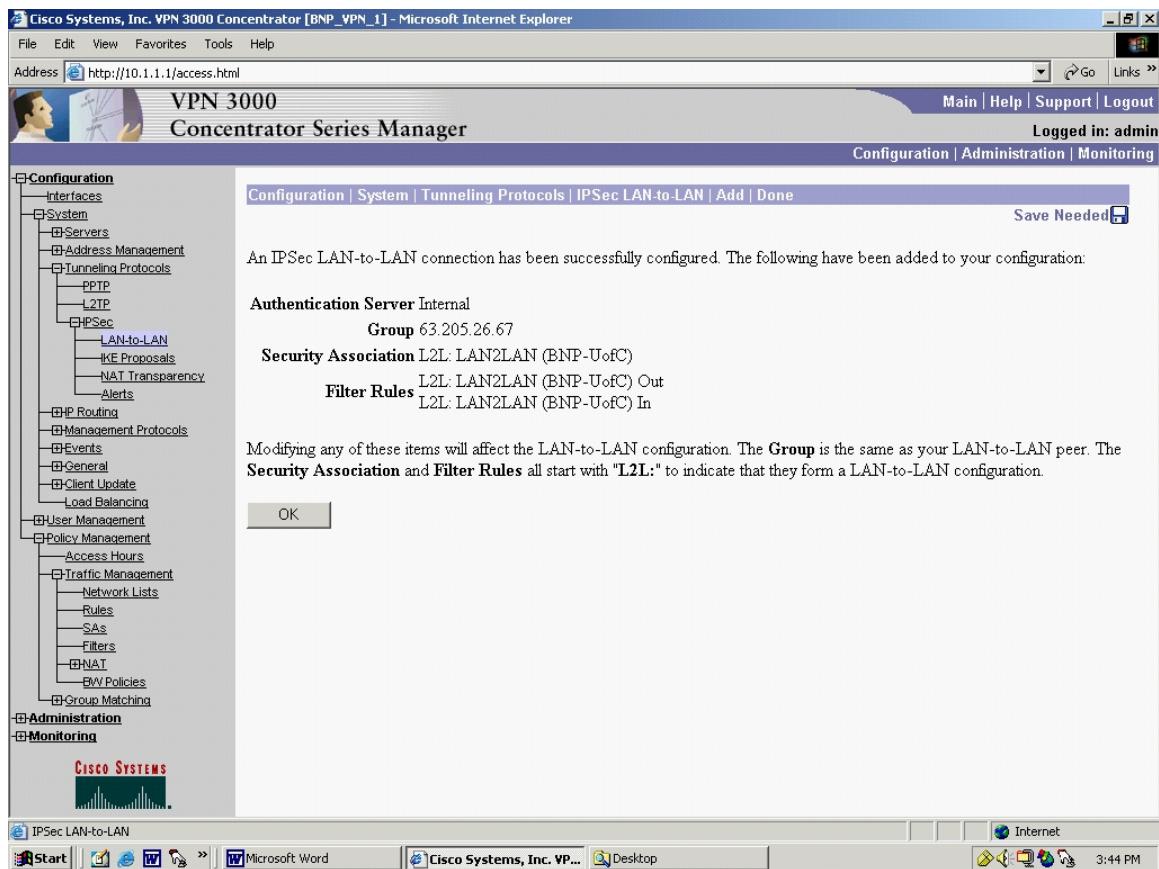 Cisco Systems, Inc. VPN 3000 Concentrator [BNP_VPN_1] - Microsoft Internet Explorer
File Edit View Favorites Tools Help
Address http://10.1.1.1/access.html Go Links »
VPN 3000
Concentrator Series Manager
Main | Help | Support | Logout
Logged in: admin
Configuration | Administration | Monitoring
Configuration
Interfaces
System
Servers
Address Management
Tunneling Protocols
PPTP
L2TP
IPSec
LAN-to-LAN
IKE Proposals
NAT Transparency
Alerts
IP Routing
Management Protocols
Events
General
Client Update
Load Balancing
User Management
Policy Management
Access Hours
Traffic Management
Network Lists
Rules
SAs
Filters
NAT
BW Policies
Group Matching
Administration
Monitoring
CISCO SYSTEMS
Configuration | System | Tunneling Protocols | IPSec LAN-to-LAN | Add | Done
Save Needed
An IPSec LAN-to-LAN connection has been successfully configured. The following have been added to your configuration:
Authentication Server Internal
Group 63.205.26.67
Security Association L2L: LAN2LAN (BNP-UofC)
Filter Rules L2L: LAN2LAN (BNP-UofC) Out
L2L: LAN2LAN (BNP-UofC) In
Modifying any of these items will affect the LAN-to-LAN configuration. The Group is the same as your LAN-to-LAN peer. The
Security Association and Filter Rules all start with "L2L:" to indicate that they form a LAN-to-LAN configuration.
OK
IPSec LAN-to-LAN Internet
Start » Microsoft Word Cisco Systems, Inc. VP... Desktop 3:44 PM